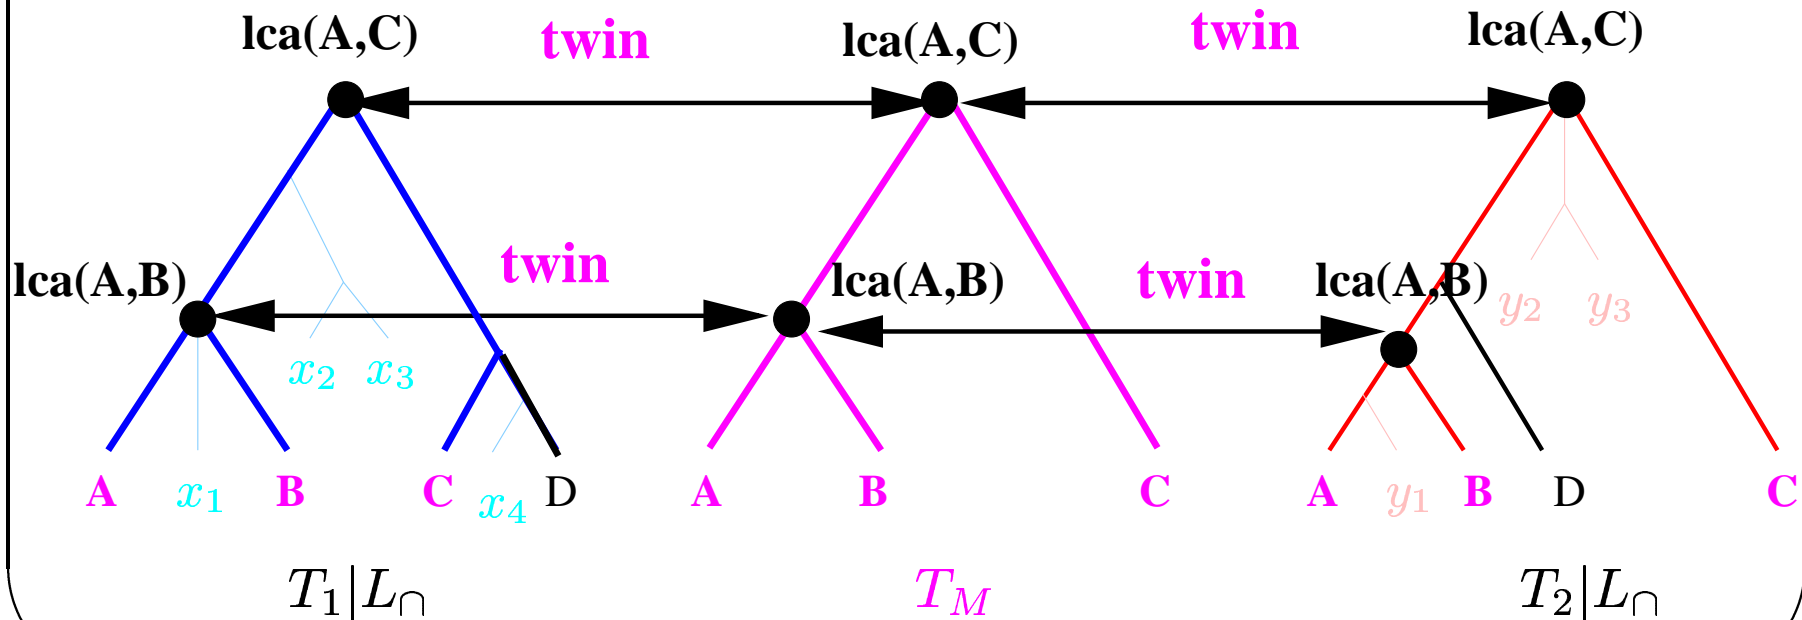 lca(A,C) twin lca(A,C) twin lca(A,C)
lca(A,B) twin lca(A,B) twin lca(A,B)
x₂ x₃ y₂ y₃
A x₁ B C x₄ D A B C A y₁ B D C
T₁|L∩ T_M T₂|L∩